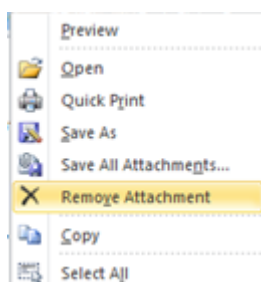 Preview
Open
Quick Print
Save As
Save All Attachments...
Remove Attachment
Copy
Select All